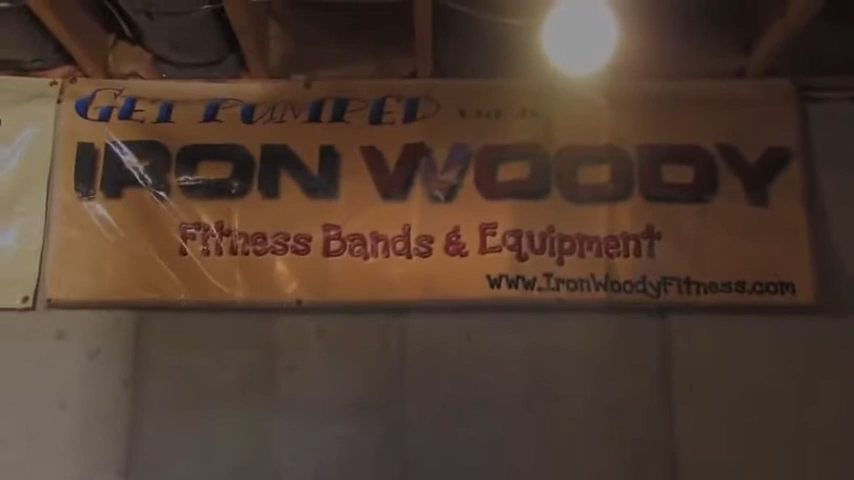 GET PUMPED
IRON WOODY
Fitness Bands & Equipment
www.IronWoodyFitness.com